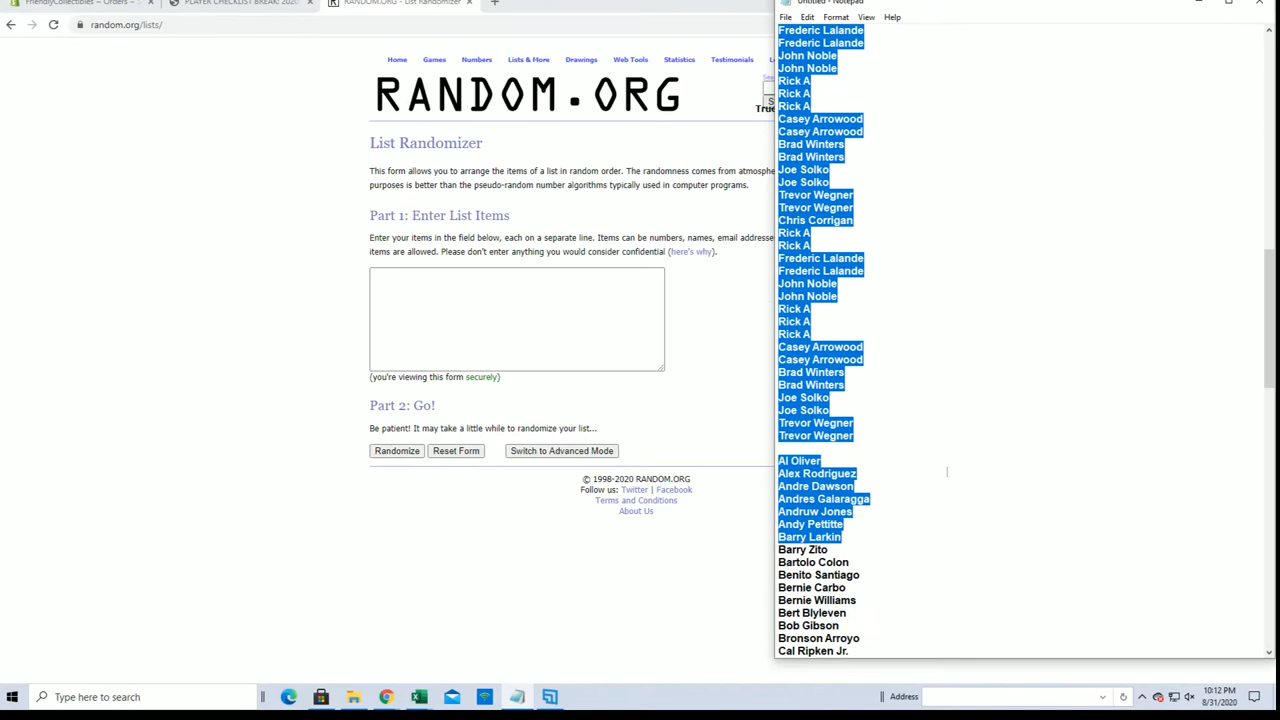 FriendlyCollectibles – Orders –
PLAYER CHECKLIST BREAK: 2020
RANDOM.ORG - List Randomizer
random.org/lists/
Home
Games
Numbers
Lists & More
Drawings
Web Tools
Statistics
Testimonials
RANDOM.ORG
True
List Randomizer
This form allows you to arrange the items of a list in random order. The randomness comes from atmosphe
purposes is better than the pseudo-random number algorithms typically used in computer programs.
Part 1: Enter List Items
Enter your items in the field below, each on a separate line. Items can be numbers, names, email addresse
items are allowed. Please don't enter anything you would consider confidential (here's why).
(you're viewing this form securely)
Part 2: Go!
Be patient! It may take a little while to randomize your list...
Randomize
Reset Form
Switch to Advanced Mode
© 1998-2020 RANDOM.ORG
Follow us: Twitter | Facebook
Terms and Conditions
About Us
Untitled - Notepad
File
Edit
Format
View
Help
Frederic Lalande
Frederic Lalande
John Noble
John Noble
Rick A
Rick A
Rick A
Casey Arrowood
Casey Arrowood
Brad Winters
Brad Winters
Joe Solko
Joe Solko
Trevor Wegner
Trevor Wegner
Chris Corrigan
Rick A
Rick A
Frederic Lalande
Frederic Lalande
John Noble
John Noble
Rick A
Rick A
Rick A
Casey Arrowood
Casey Arrowood
Brad Winters
Brad Winters
Joe Solko
Joe Solko
Trevor Wegner
Trevor Wegner
Al Oliver
Alex Rodriguez
Andre Dawson
Andres Galaragga
Andruw Jones
Andy Pettitte
Barry Larkin
Barry Zito
Bartolo Colon
Benito Santiago
Bernie Carbo
Bernie Williams
Bert Blyleven
Bob Gibson
Bronson Arroyo
Cal Ripken Jr.
Type here to search
Address
10:12 PM
8/31/2020